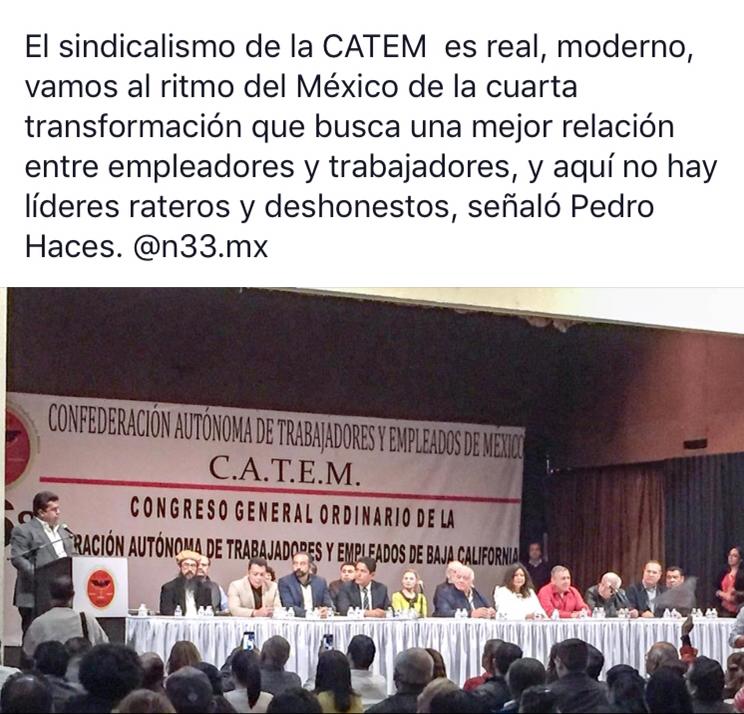 El sindicalismo de la CATEM es real, moderno,
vamos al ritmo del México de la cuarta
transformación que busca una mejor relación
entre empleadores y trabajadores, y aquí no hay
líderes rateros y deshonestos, señaló Pedro
Haces. @n33.mx
CONFEDERACIÓN AUTÓNOMA DE TRABAJADORES Y EMPLEADOS DE MÉXICO
C.A.T.E.M.
CONGRESO GENERAL ORDINARIO DE LA
RACIÓN AUTÓNOMA DE TRABAJADORES Y EMPLEADOS DE BAJA CALIFORNIA